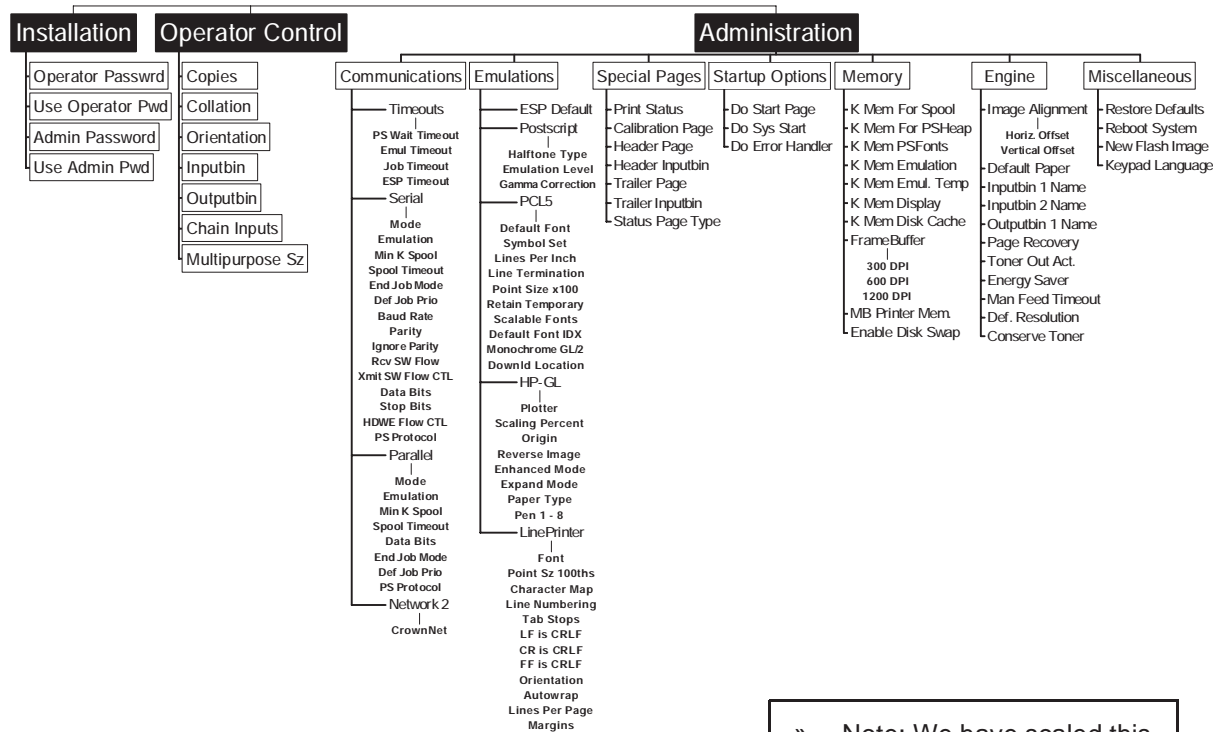 Installation
Operator Control
Administration
Operator Passwrd
Use Operator Pwd
Admin Password
Use Admin Pwd
Copies
Collation
Orientation
Inputbin
Outputbin
Chain Inputs
Multipurpose Sz
Communications
Timeouts
PS Wait Timeout
Emul Timeout
Job Timeout
ESP Timeout
Serial
Mode
Emulation
Min K Spool
Spool Timeout
End Job Mode
Def Job Prio
Baud Rate
Parity
Ignore Parity
Rcv SW Flow
Xmit SW Flow CTL
Data Bits
Stop Bits
HDWE Flow CTL
PS Protocol
Parallel
Mode
Emulation
Min K Spool
Spool Timeout
Data Bits
End Job Mode
Def Job Prio
PS Protocol
Network 2
CrownNet
Emulations
ESP Default
Postscript
Halftone Type
Emulation Level
Gamma Correction
PCL5
Default Font
Symbol Set
Lines Per Inch
Line Termination
Point Size x100
Retain Temporary
Scalable Fonts
Default Font IDX
Monochrome GL/2
Downld Location
HP-GL
Plotter
Scaling Percent
Origin
Reverse Image
Enhanced Mode
Expand Mode
Paper Type
Pen 1 - 8
LinePrinter
Font
Point Sz 100ths
Character Map
Line Numbering
Tab Stops
LF is CRLF
CR is CRLF
FF is CRLF
Orientation
Autowrap
Lines Per Page
Margins
Special Pages
Print Status
Calibration Page
Header Page
Header Inputbin
Trailer Page
Trailer Inputbin
Status Page Type
Startup Options
Do Start Page
Do Sys Start
Do Error Handler
Memory
K Mem For Spool
K Mem For PSHeap
K Mem PSFonts
K Mem Emulation
K Mem Emul. Temp
K Mem Display
K Mem Disk Cache
FrameBuffer
300 DPI
600 DPI
1200 DPI
MB Printer Mem.
Enable Disk Swap
Engine
Image Alignment
Horiz. Offset
Vertical Offset
Default Paper
Inputbin 1 Name
Inputbin 2 Name
Outputbin 1 Name
Page Recovery
Toner Out Act.
Energy Saver
Man Feed Timeout
Def. Resolution
Conserve Toner
Miscellaneous
Restore Defaults
Reboot System
New Flash Image
Keypad Language
» Note: We have scaled this